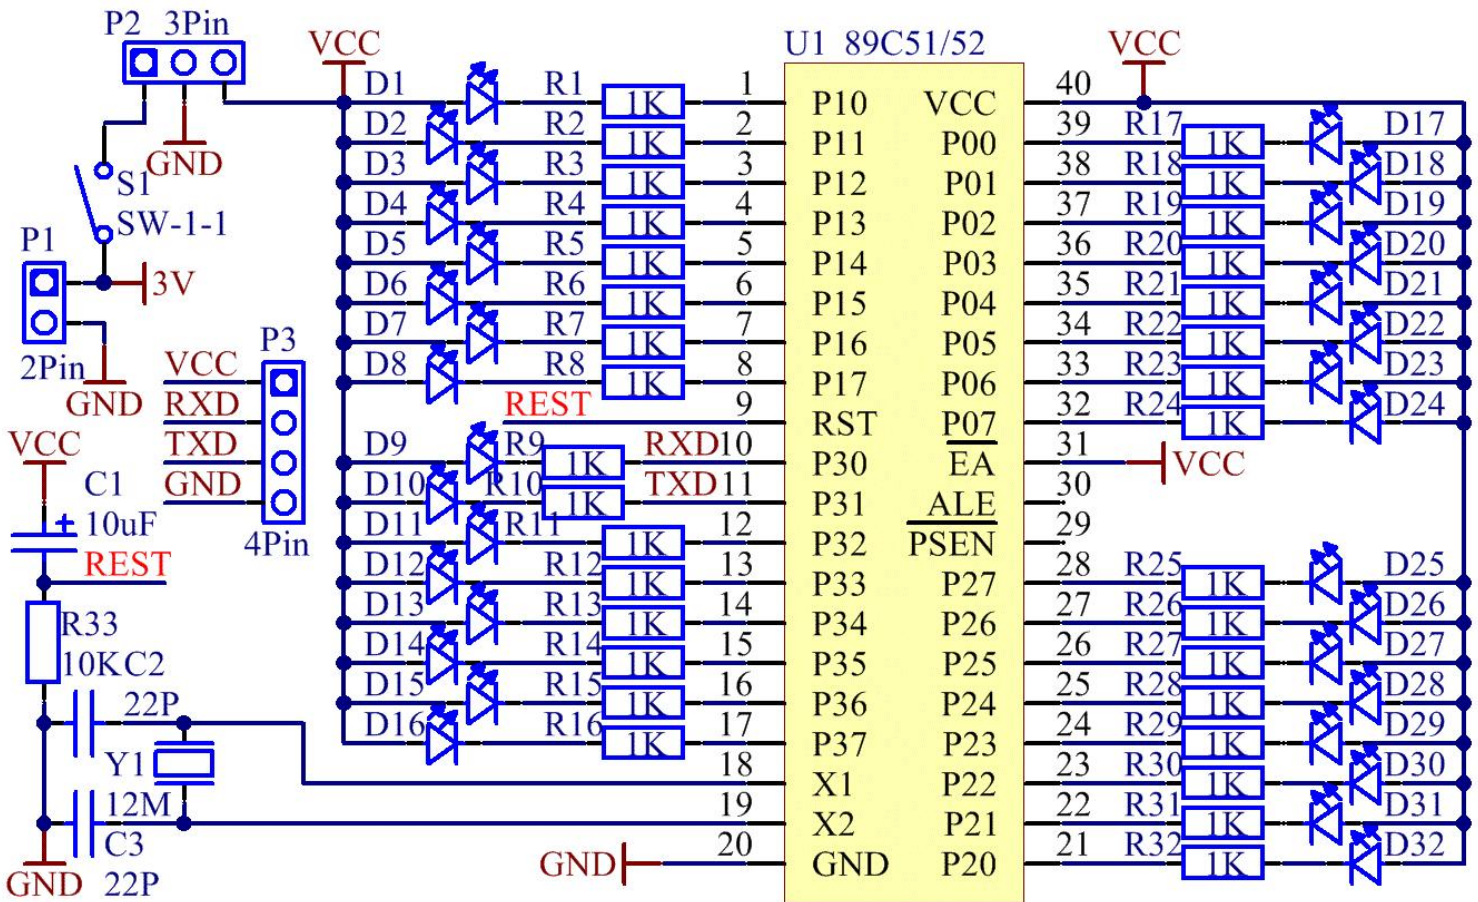 P2 3Pin
VCC
U1 89C51/52
VCC
D1 R1 1K 1 P10 VCC 40
D2 R2 1K 2 P11 P00 39 R17 1K D17
GND
D3 R3 1K 3 P12 P01 38 R18 1K D18
S1
D4 R4 1K 4 P13 P02 37 R19 1K D19
SW-1-1
P1
D5 R5 1K 5 P14 P03 36 R20 1K D20
3V
D6 R6 1K 6 P15 P04 35 R21 1K D21
D7 R7 1K 7 P16 P05 34 R22 1K D22
P3
2Pin
VCC
D8 R8 1K 8 P17 P06 33 R23 1K D23
GND
RXD
REST 9 RST P07 32 R24 1K D24
VCC
TXD
D9 R9 1K RXD 10 P30 EA 31 VCC
C1
GND
D10 R10 1K TXD 11 P31 ALE 30
10uF
4Pin
D11 R11 1K 12 P32 PSEN 29
REST
D12 R12 1K 13 P33 P27 28 R25 1K D25
R33
D13 R13 1K 14 P34 P26 27 R26 1K D26
10K C2
D14 R14 1K 15 P35 P25 26 R27 1K D27
22P
D15 R15 1K 16 P36 P24 25 R28 1K D28
D16 R16 1K 17 P37 P23 24 R29 1K D29
Y1
18 X1 P22 23 R30 1K D30
12M
19 X2 P21 22 R31 1K D31
C3
GND 20 GND P20 21 R32 1K D32
GND
22P